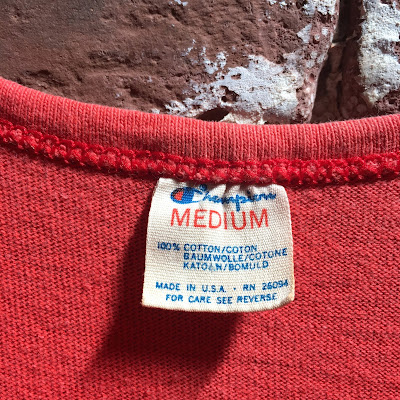 Champion
MEDIUM
100% COTTON/COTON
BAUMWOLLE/COTONE
KATOEN/BOMULD
MADE IN U.S.A. · RN 26094
FOR CARE SEE REVERSE